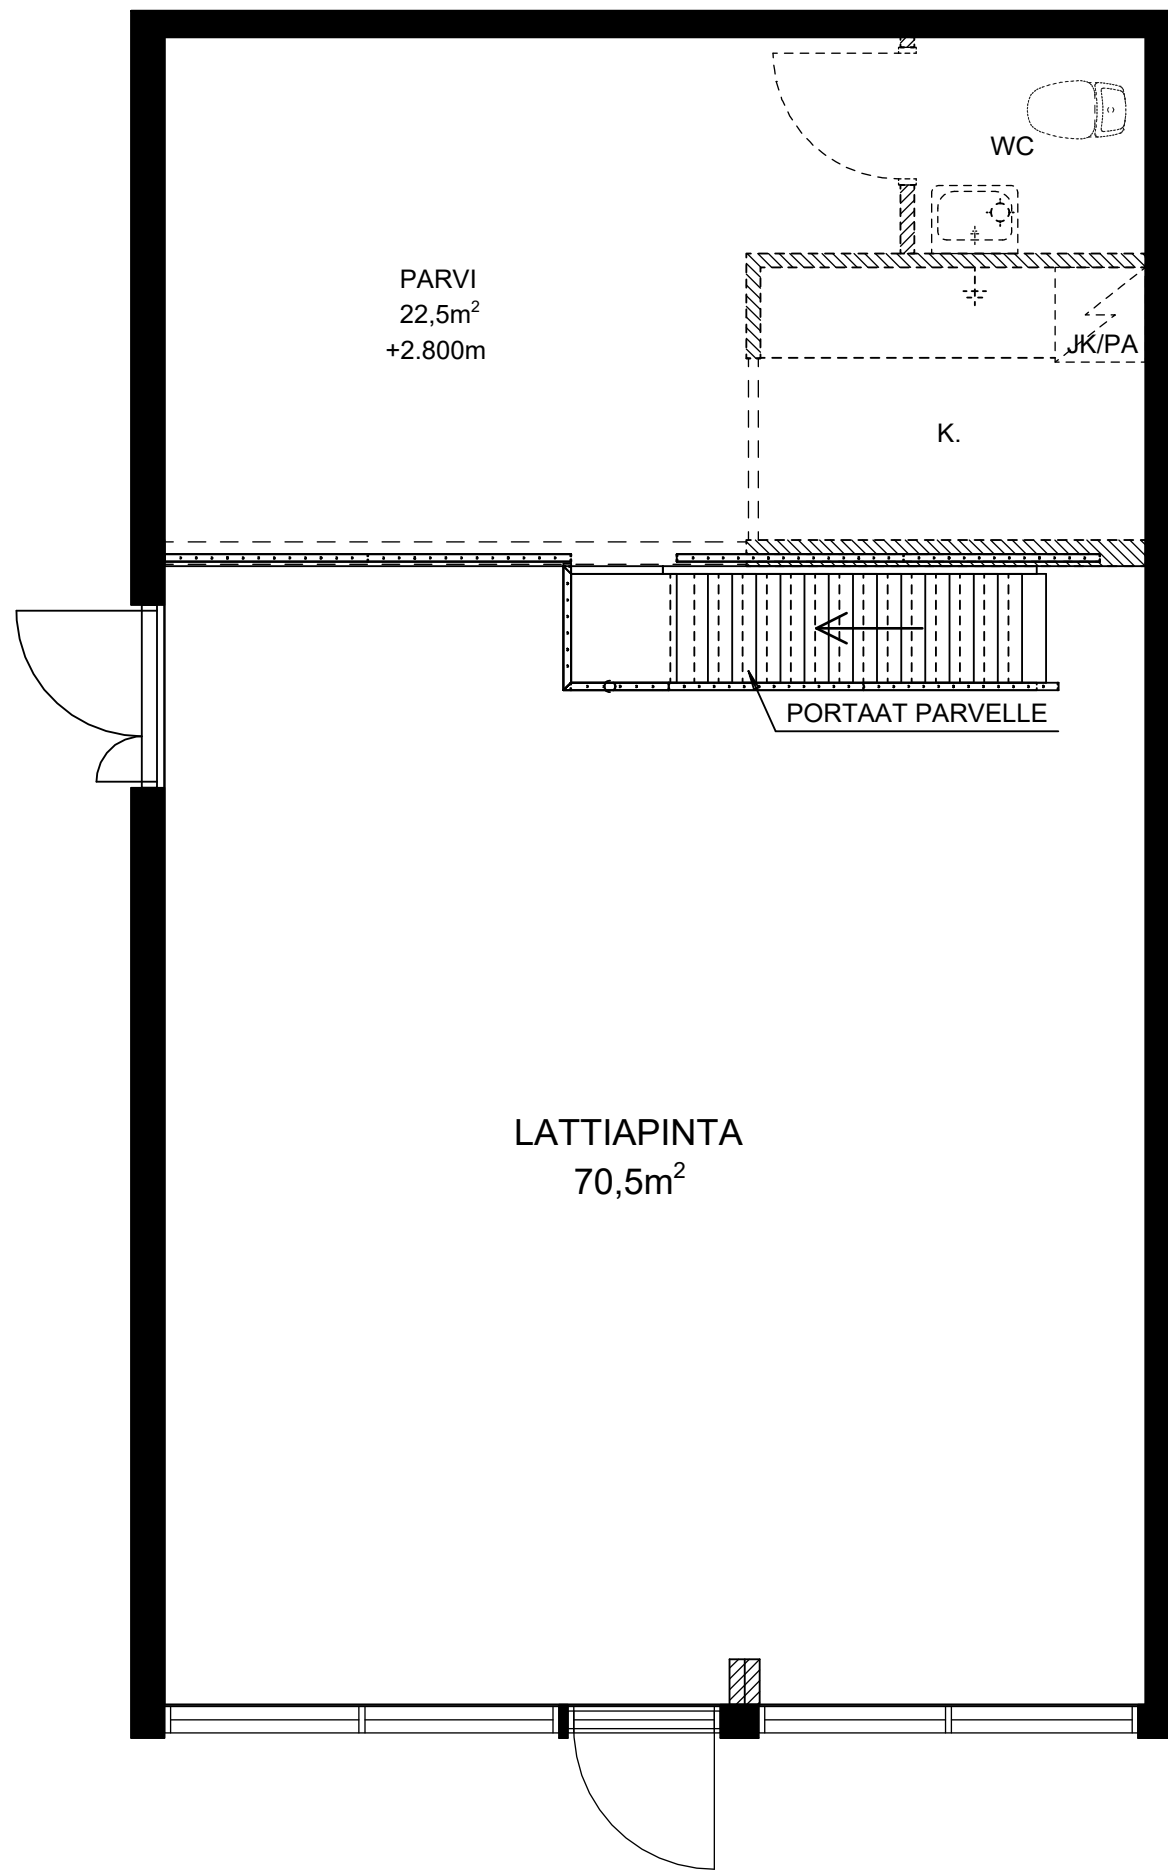 WC
PARVI
22,5m²
+2.800m
JK/PA
K.
PORTAAT PARVELLE
LATTIAPINTA
70,5m²